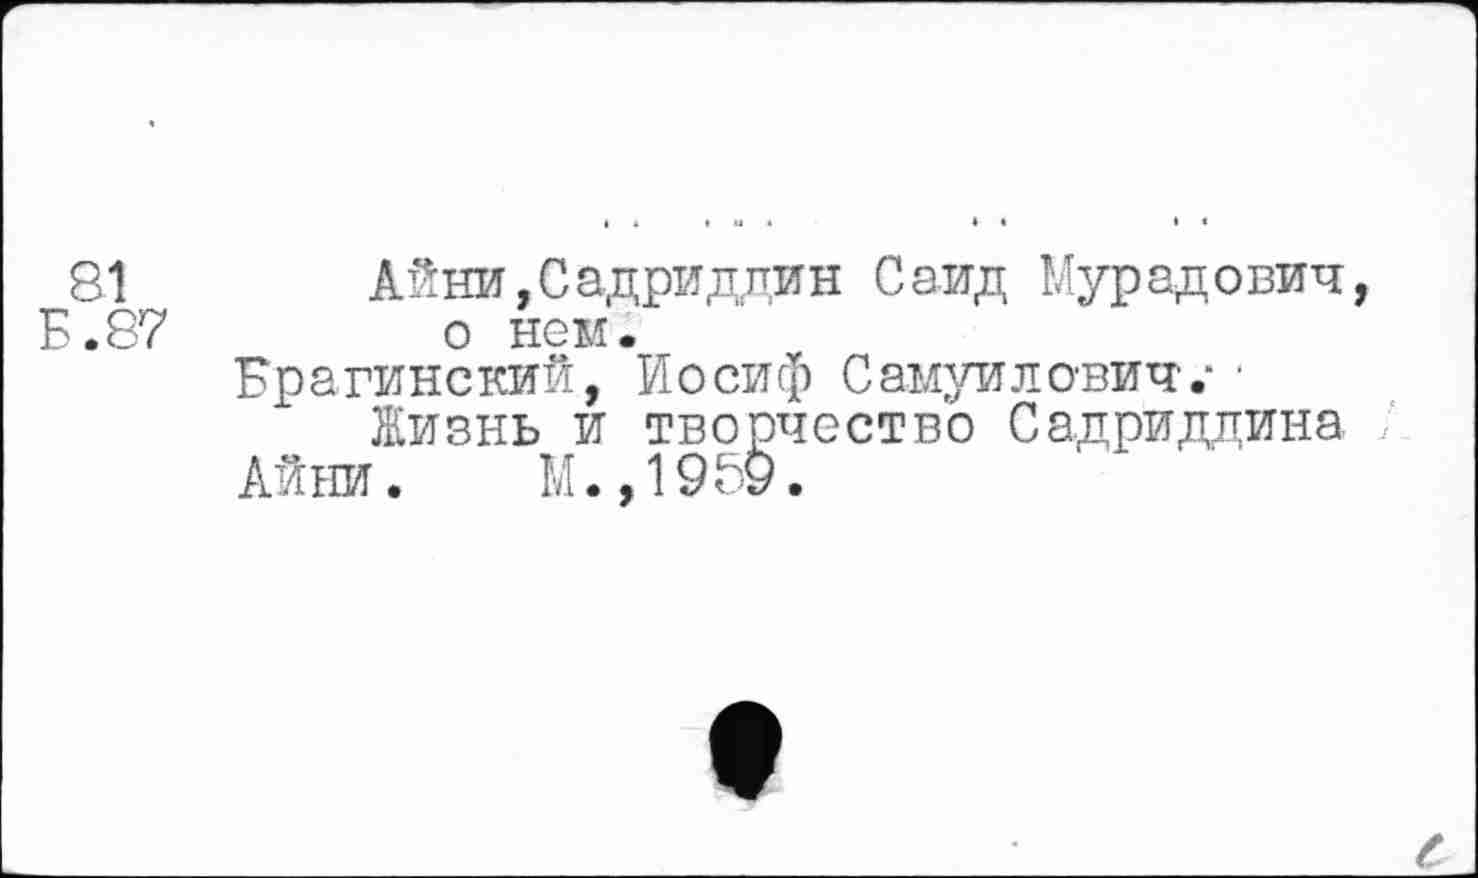 81 Айни,Садриддин Саид Мурадович,
Б.87 о нем.
Брагинский, Иосиф Самуилович.
Жизнь и творчество Садриддина
Айни. М.,1959.